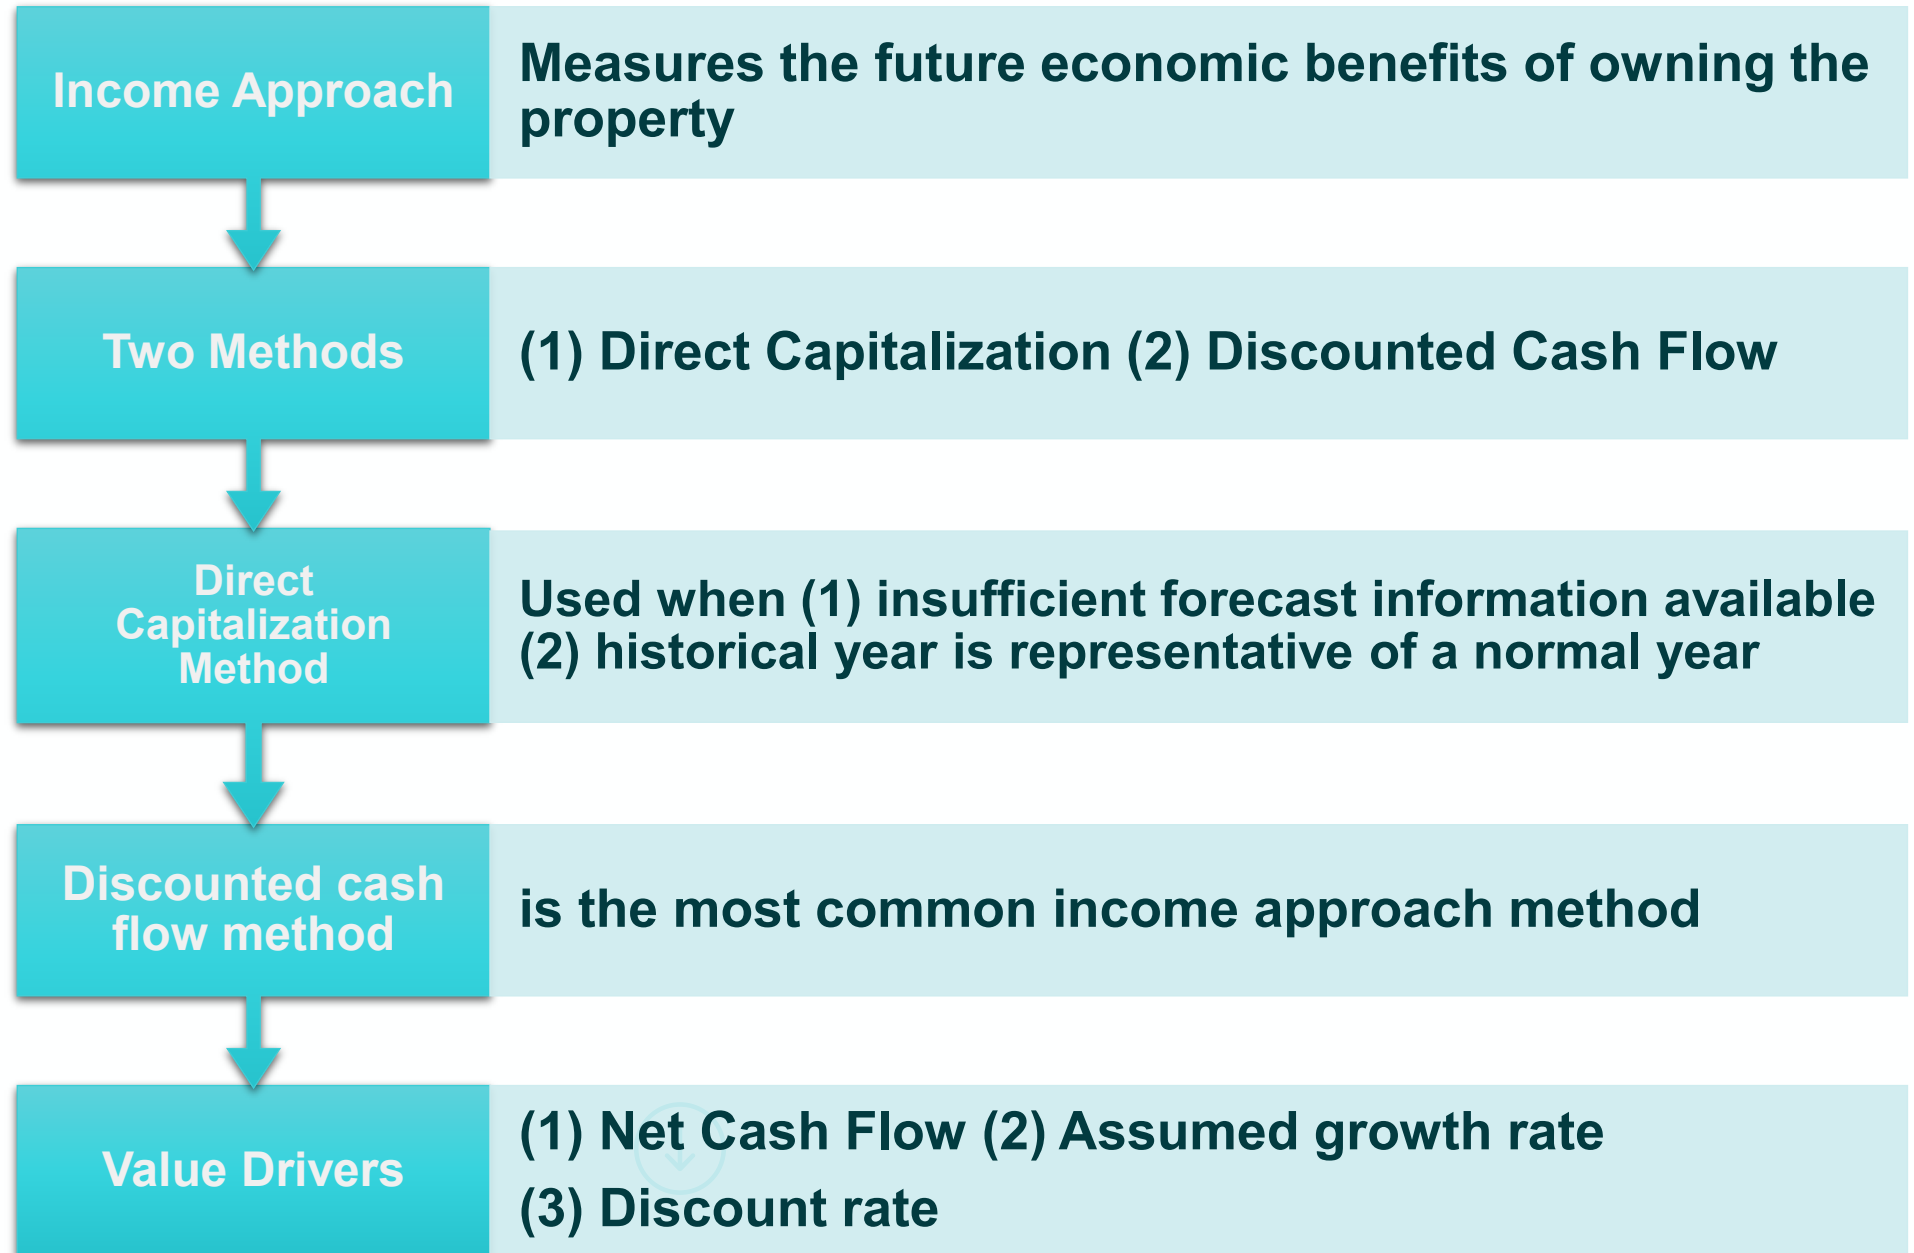 Income Approach
Measures the future economic benefits of owning the
property
Two Methods
(1) Direct Capitalization (2) Discounted Cash Flow
Direct
Capitalization
Method
Used when (1) insufficient forecast information available
(2) historical year is representative of a normal year
Discounted cash
flow method
is the most common income approach method
Value Drivers
(1) Net Cash Flow (2) Assumed growth rate
(3) Discount rate